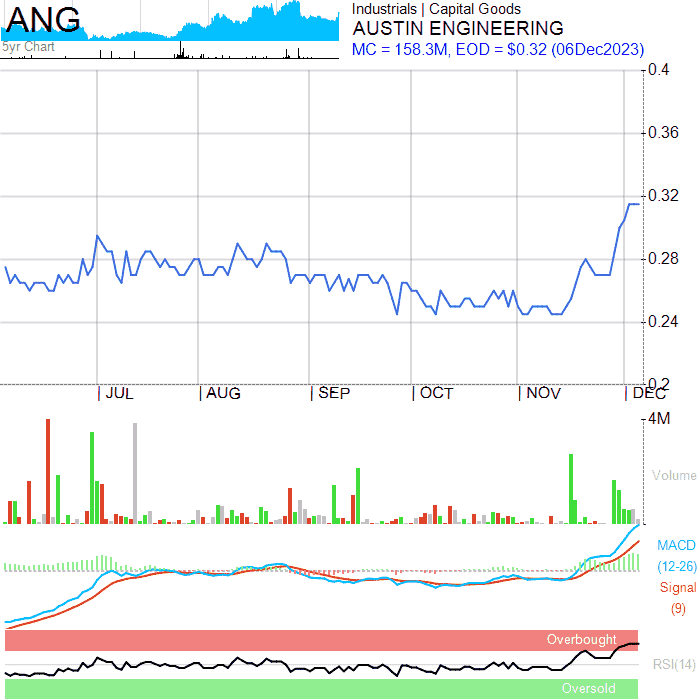 ANG
5yr Chart
Industrials | Capital Goods
AUSTIN ENGINEERING
MC = 158.3M, EOD = $0.32 (06Dec2023)
0.4
0.36
0.32
0.28
0.24
0.2
JUL AUG SEP OCT NOV DEC
4M
Volume
MACD
(12-26)
Signal
(9)
Overbought
RSI(14)
Oversold